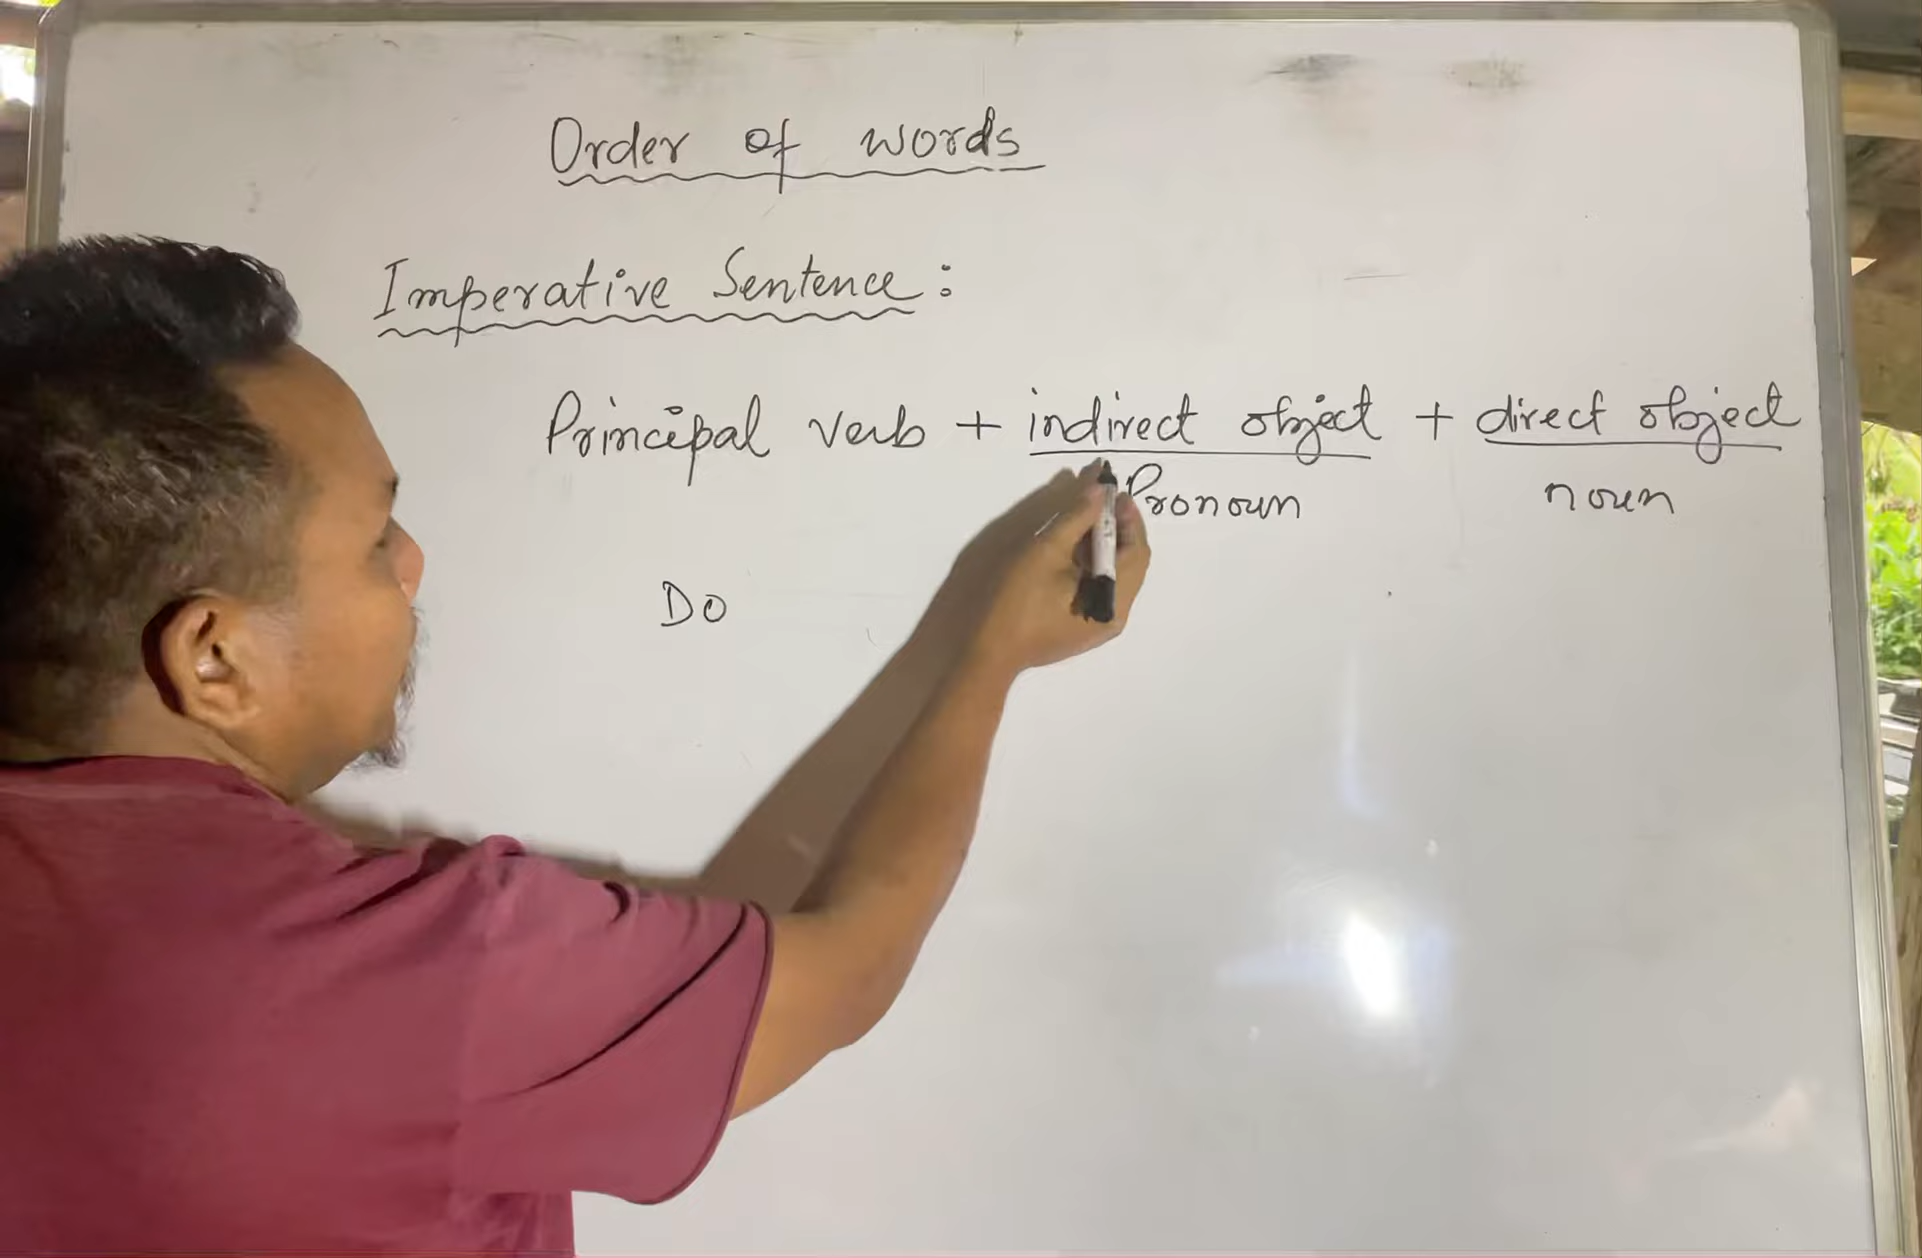 Order of words
Imperative Sentence :
Principal verb + indirect object + direct object
Pronoun noun
Do